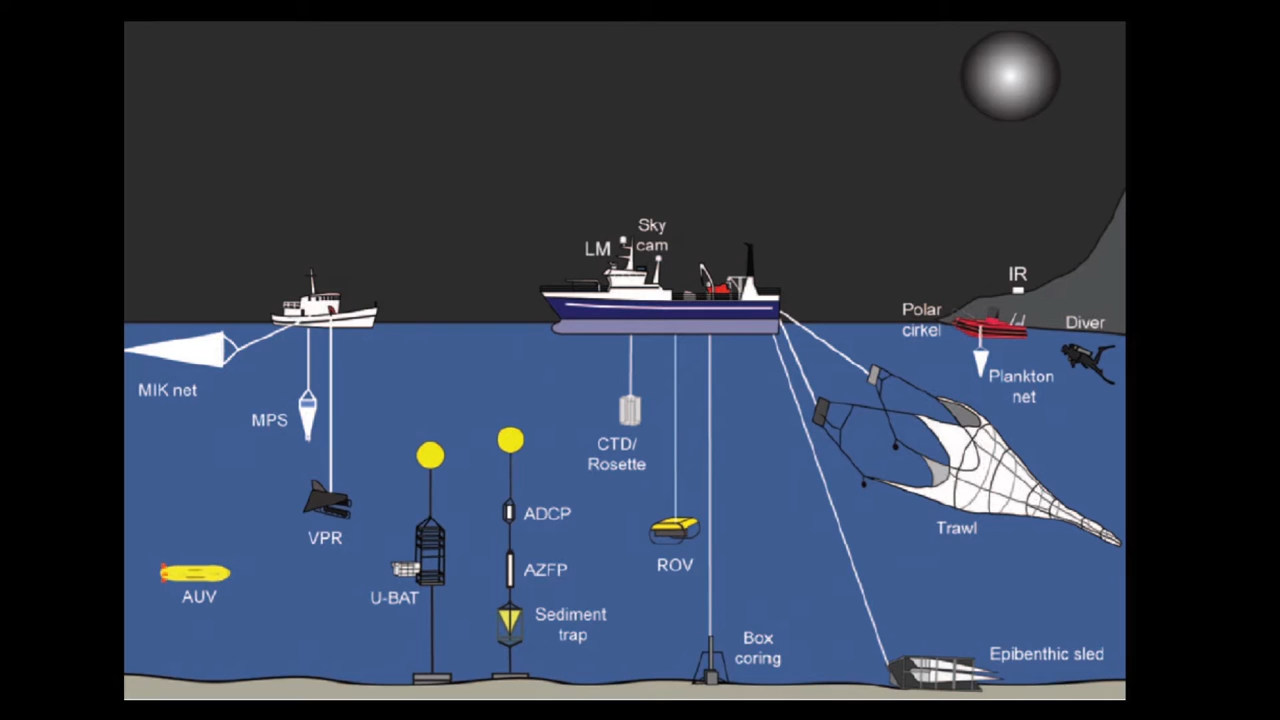 Sky
LM cam
IR
Polar
cirkel
Diver
Plankton
net
MIK net
MPS
CTD/
Rosette
VPR
ADCP
Trawl
AZFP
ROV
AUV
U-BAT
Sediment
trap
Box
coring
Epibenthic sled